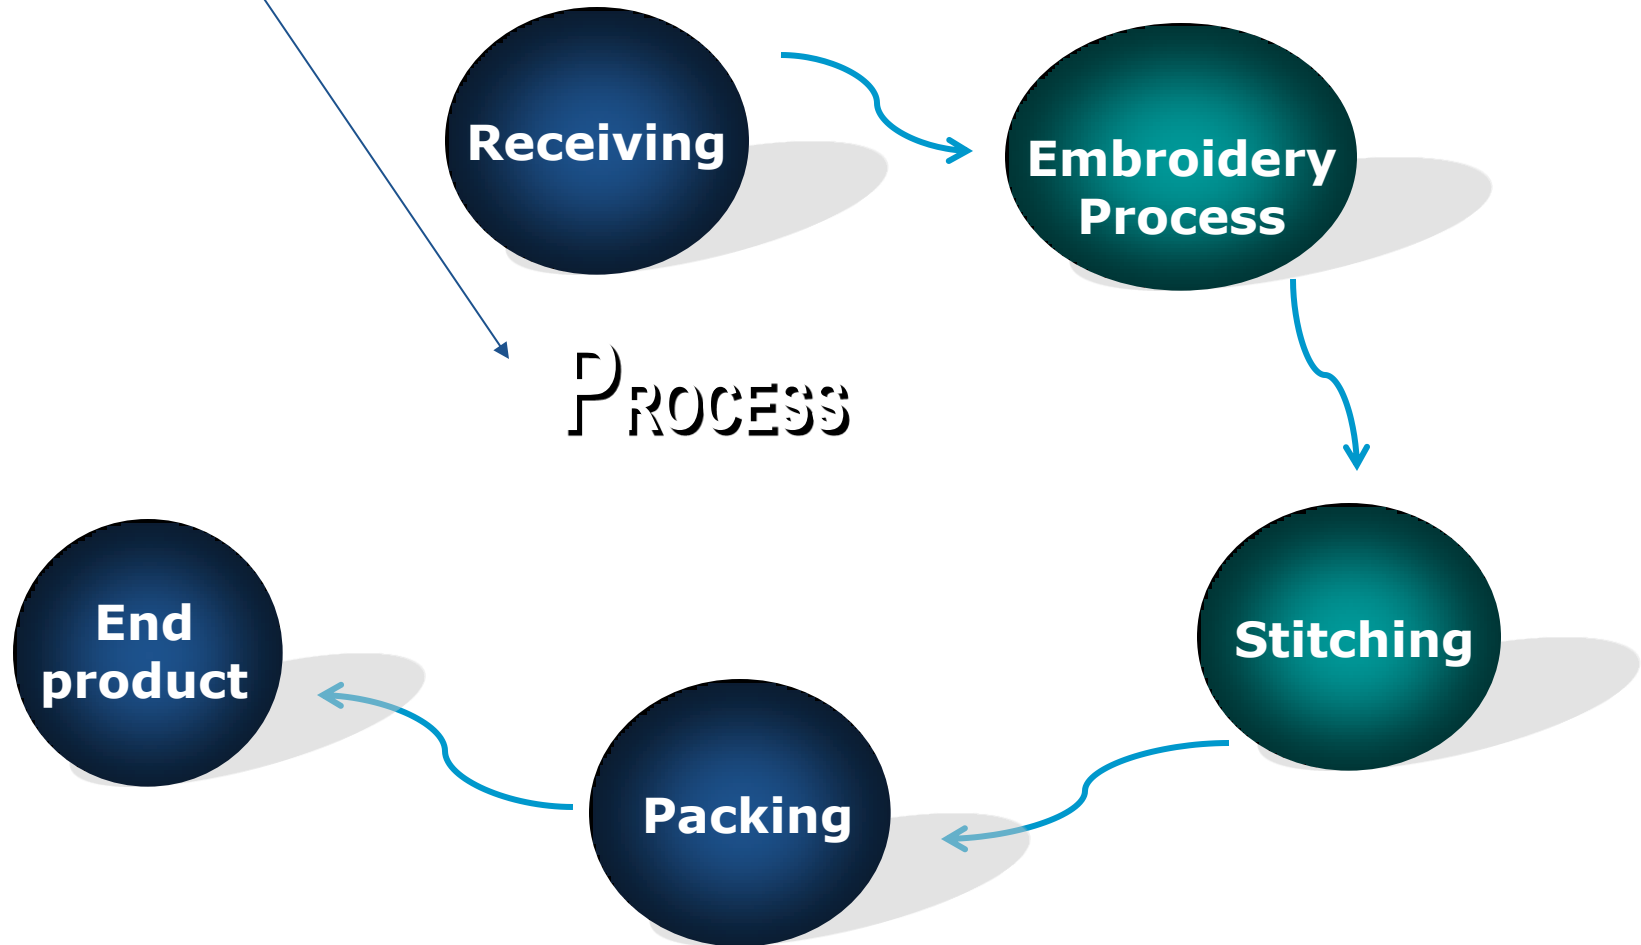 Receiving
Embroidery
Process
Process
Stitching
End
product
Packing